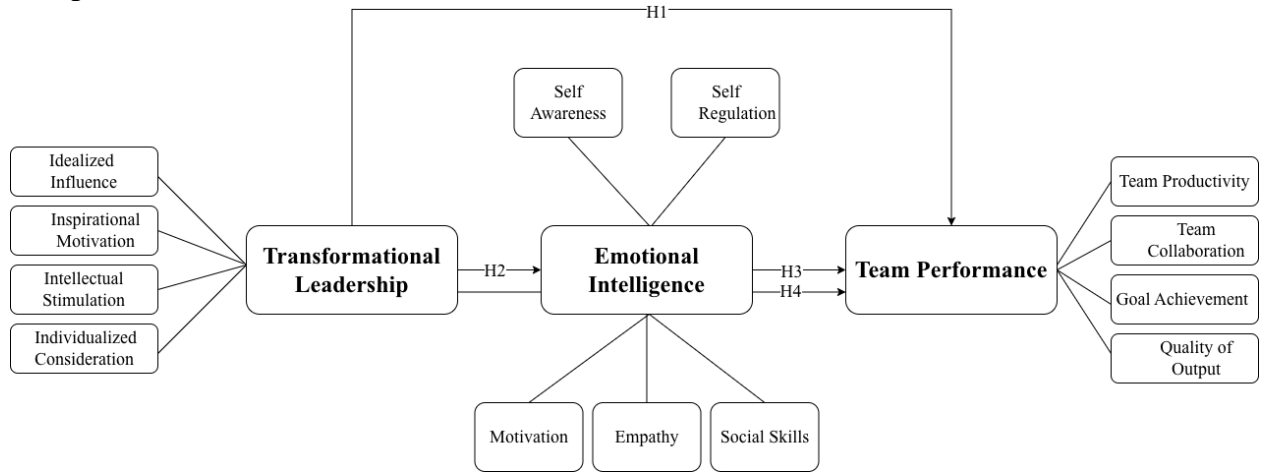 H1
Self
Awareness
Self
Regulation
Idealized
Influence
Inspirational
Motivation
Intellectual
Stimulation
Individualized
Consideration
Transformational
Leadership
H2
Emotional
Intelligence
H3
H4
Team Performance
Team Productivity
Team
Collaboration
Goal Achievement
Quality of
Output
Motivation
Empathy
Social Skills